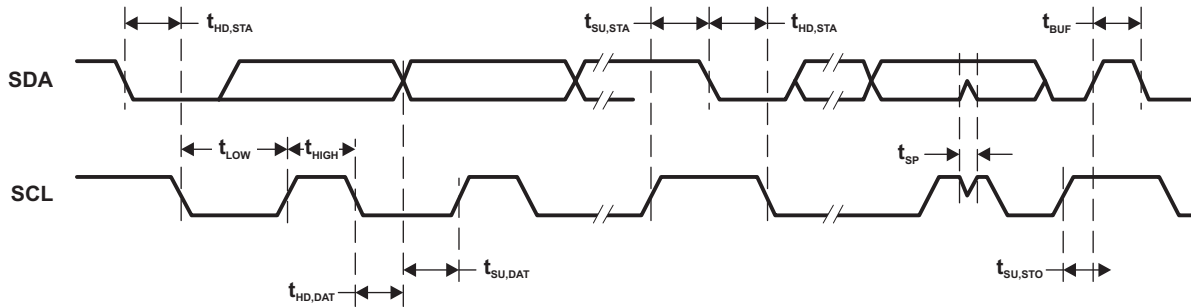 tHD,STA
tSU,STA
tHD,STA
tBUF
SDA
tLOW
tHIGH
tSP
SCL
tSU,DAT
tSU,STO
tHD,DAT